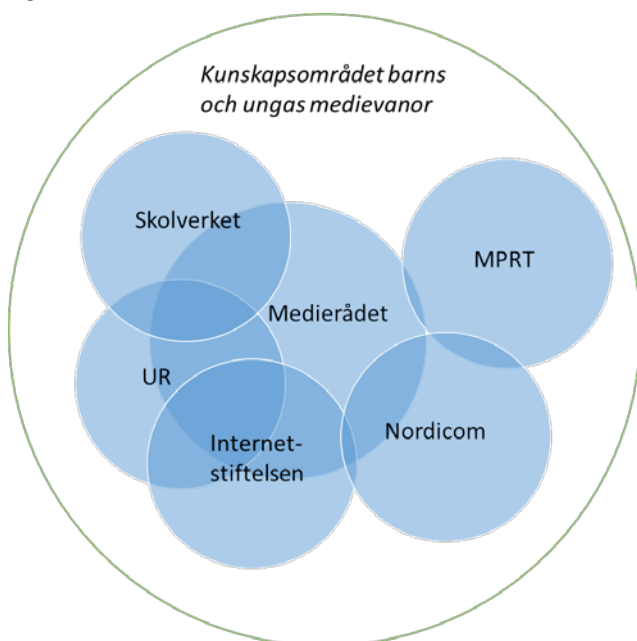 Kunskapsområdet barns
och ungas medievanor
Skolverket
MPRT
Medierådet
UR
Nordicom
Internet-
stiftelsen